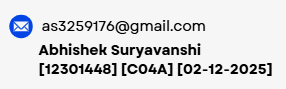 as3259176@gmail.com
Abhishek Suryavanshi
[12301448] [C04A] [02-12-2025]